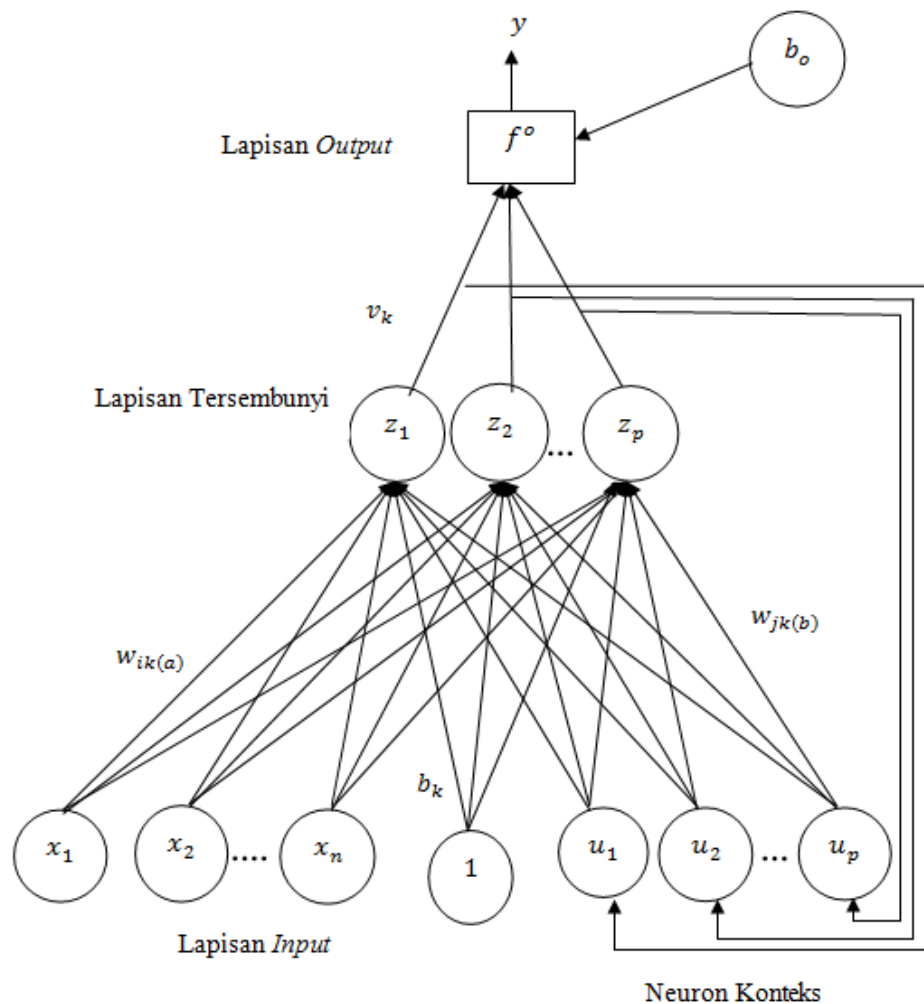 y
b_o
f^o
Lapisan Output
v_k
Lapisan Tersembunyi
z_1 z_2 ... z_p
w_{ik(a)}
w_{jk(b)}
b_k
x_1 x_2 .... x_n 1 u_1 u_2 ... u_p
Lapisan Input
Neuron Konteks